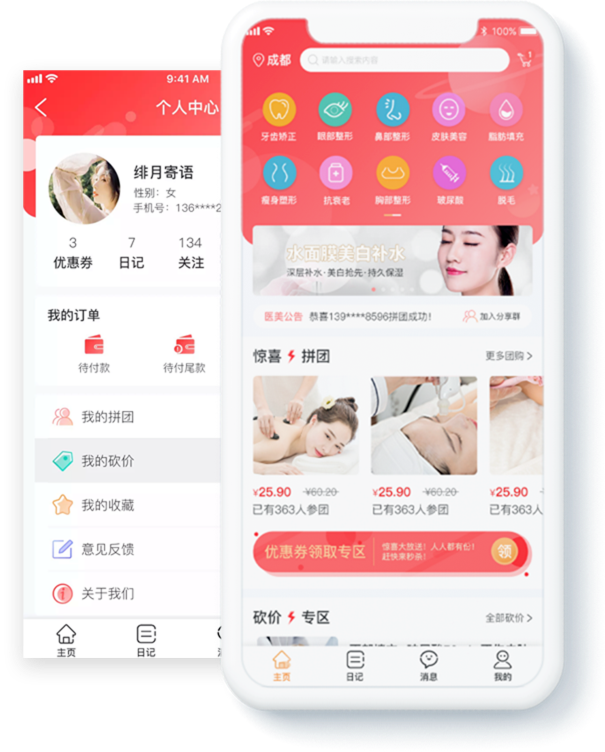 9:41 AM
个人中心
绯月寄语
性别：女
手机号：136****2
3
7
134
优惠券
日记
关注
我的订单
待付款
待付尾款
我的拼团
我的砍价
我的收藏
意见反馈
关于我们
主页
日记
100%
成都
请输入搜索内容
1
牙齿矫正
眼部整形
鼻部整形
皮肤美容
脂肪填充
瘦身塑形
抗衰老
胸部整形
玻尿酸
脱毛
水面膜美白补水
深层补水·美白抢先·持久保湿
医美公告
恭喜139****8596拼团成功！
加入分享群
惊喜
拼团
更多团购
¥25.90
¥60.20
¥25.90
¥60.20
¥25.90
已有363人参团
已有363人参团
已有363人
优惠券领取专区
惊喜大放送！人人都有份！
赶快来秒杀！
领
砍价
专区
全部砍价
主页
日记
消息
我的